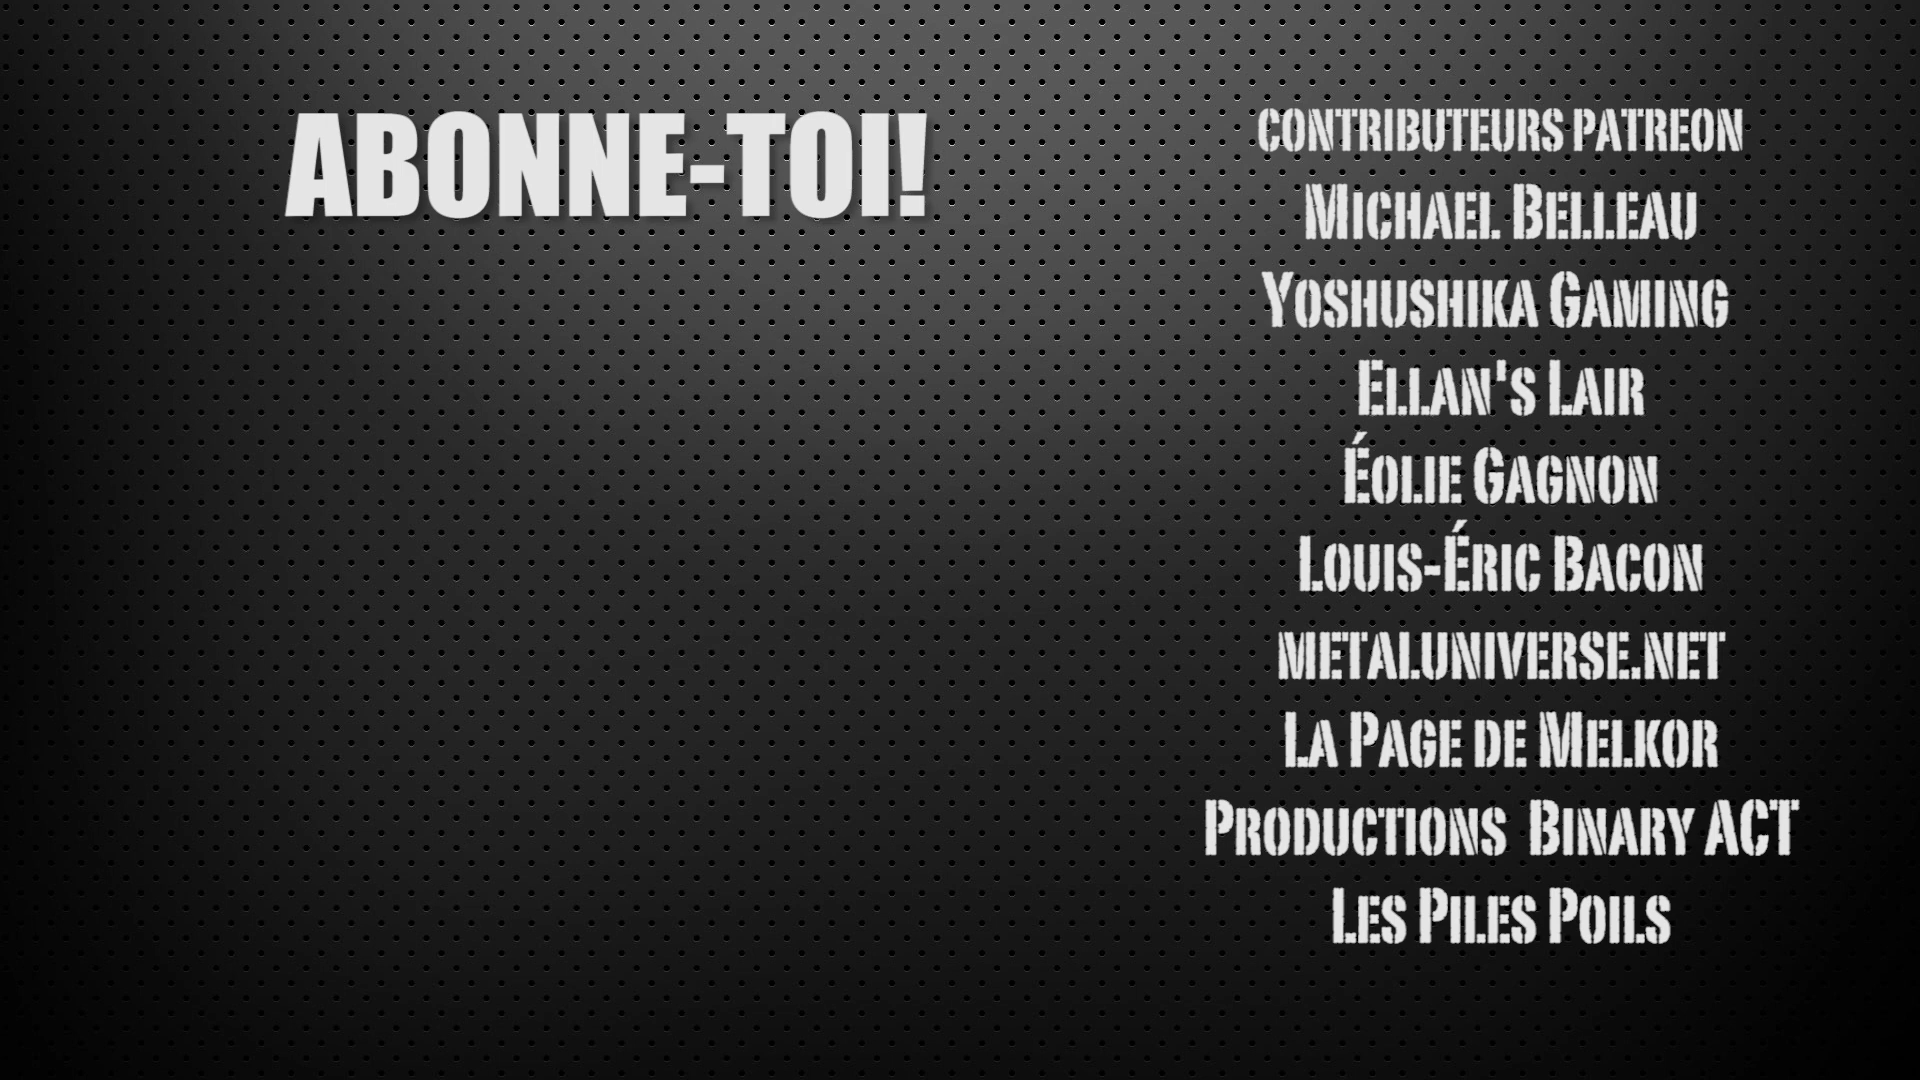 ABONNE-TOI!
CONTRIBUTEURS PATREON
MICHAEL BELLEAU
YOSHUSHIKA GAMING
ELLAN'S LAIR
ÉOLIE GAGNON
LOUIS-ÉRIC BACON
METALUNIVERSE.NET
LA PAGE DE MELKOR
PRODUCTIONS BINARY ACT
LES PILES POILS